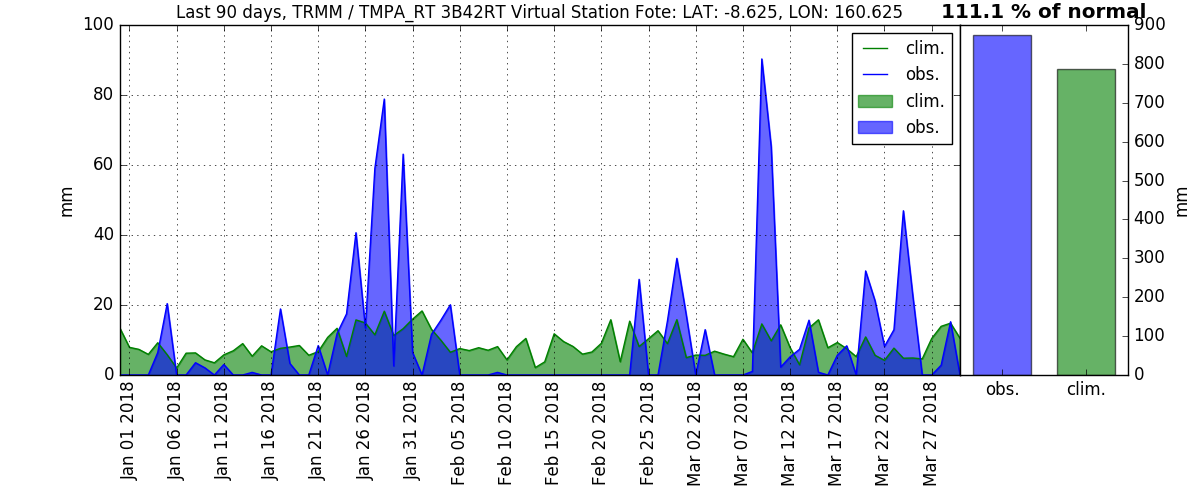 Last 90 days, TRMM / TMPA_RT 3B42RT Virtual Station Fote: LAT: -8.625, LON: 160.625
111.1 % of normal
100
80
60
40
20
0
mm
clim.
obs.
clim.
obs.
900
800
700
600
500
400
300
200
100
0
mm
Jan 01 2018
Jan 06 2018
Jan 11 2018
Jan 16 2018
Jan 21 2018
Jan 26 2018
Jan 31 2018
Feb 05 2018
Feb 10 2018
Feb 15 2018
Feb 20 2018
Feb 25 2018
Mar 02 2018
Mar 07 2018
Mar 12 2018
Mar 17 2018
Mar 22 2018
Mar 27 2018
obs.
clim.